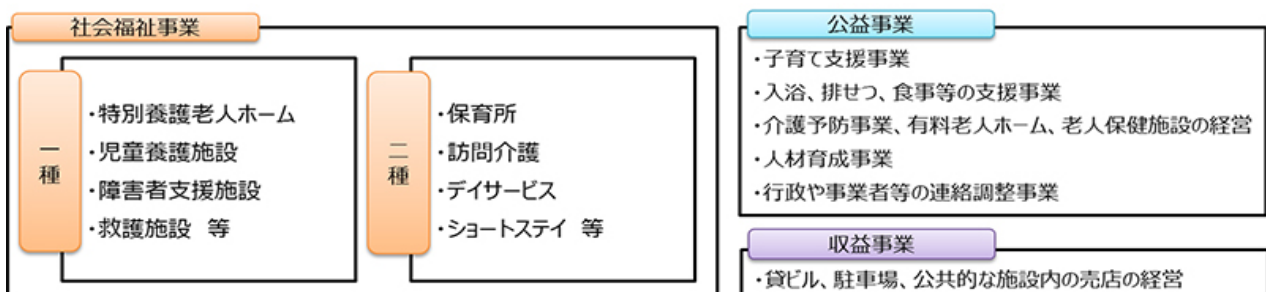 社会福祉事業
一種
・特別養護老人ホーム
・児童養護施設
・障害者支援施設
・救護施設 等
二種
・保育所
・訪問介護
・デイサービス
・ショートステイ 等
公益事業
・子育て支援事業
・入浴、排せつ、食事等の支援事業
・介護予防事業、有料老人ホーム、老人保健施設の経営
・人材育成事業
・行政や事業者等の連絡調整事業
収益事業
・貸ビル、駐車場、公共的な施設内の売店の経営